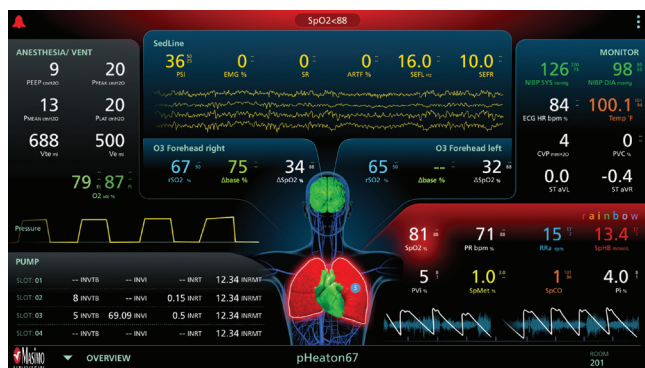 SpO2<88
ANESTHESIA/ VENT
9 20
PEEP cmH2O PPEAK cmH2O
13 20
PMEAN cmH2O PLAT cmH2O
688 500
Vte ml Ve ml
79 87
O2
Pressure
SedLine
36 0 0 0 16.0 10.0
PSI EMG % SR ARTF % SEFL Hz SEFR
O3 Forehead right O3 Forehead left
67 75 34 65 -- 32
rSO2 % Δbase % ΔSpO2 % rSO2 % Δbase % ΔSpO2 %
MONITOR
126 98
NIBP SYS mmHg NIBP DIA mmHg
84 100.1
ECG HR bpm Temp °F
4 0
CVP mmH2O PVC %
0.0 -0.4
ST aVL ST aVR
rainbow
81 71 15 13.4
SpO2 % PR bpm RRa rpm SpHB
5 1.0 1 4.0
PVi % SpMet % SpCO Pi %
PUMP
SLOT: 01 -- INVTB -- INVI -- INRT 12.34 INRMT
SLOT: 02 8 INVTB -- INVI 0.15 INRT 12.34 INRMT
SLOT: 03 5 INVTB 69.09 INVI 0.5 INRT 12.34 INRMT
SLOT: 04 -- INVTB -- INVI -- INRT 12.34 INRMT
Masimo OVERVIEW pHeaton67 ROOM
201